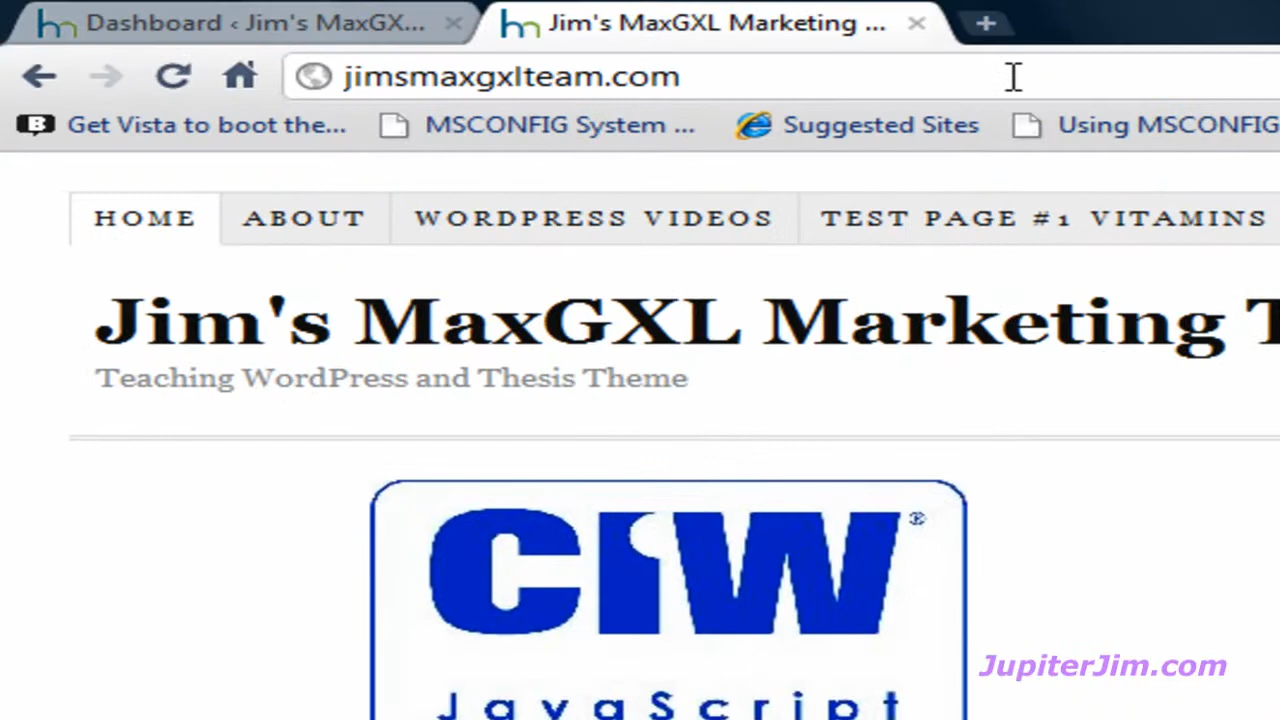 Dashboard ‹ Jim's MaxGX...
Jim's MaxGXL Marketing ...
jimsmaxgxlteam.com
Get Vista to boot the...
MSCONFIG System ...
Suggested Sites
Using MSCONFIG
HOME
ABOUT
WORDPRESS VIDEOS
TEST PAGE #1 VITAMINS
Jim's MaxGXL Marketing T
Teaching WordPress and Thesis Theme
CIW®
JavaScript
JupiterJim.com